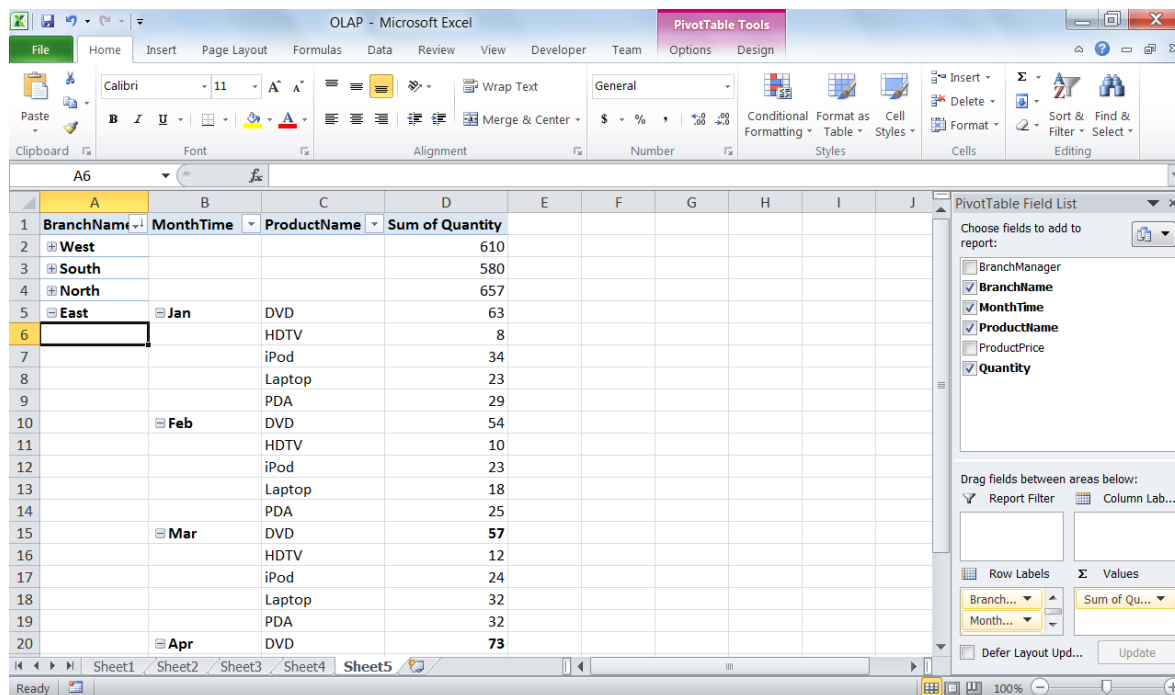 OLAP - Microsoft Excel
PivotTable Tools
File Home Insert Page Layout Formulas Data Review View Developer Team Options Design
Paste
Clipboard
Calibri 11
B I U
Font
Wrap Text
Merge & Center
Alignment
General
$ % , .0 .00 .00 .0
Number
Conditional Formatting
Format as Table
Cell Styles
Styles
Insert
Delete
Format
Cells
Σ
Sort & Filter
Find & Select
Editing
A6 fx
A B C D E F G H I J
1 BranchName MonthTime ProductName Sum of Quantity
2 West 610
3 South 580
4 North 657
5 East Jan DVD 63
6 HDTV 8
7 iPod 34
8 Laptop 23
9 PDA 29
10 Feb DVD 54
11 HDTV 10
12 iPod 23
13 Laptop 18
14 PDA 25
15 Mar DVD 57
16 HDTV 12
17 iPod 24
18 Laptop 32
19 PDA 32
20 Apr DVD 73
PivotTable Field List
Choose fields to add to
report:
BranchManager
BranchName
MonthTime
ProductName
ProductPrice
Quantity
Drag fields between areas below:
Report Filter Column Lab...
Row Labels Σ Values
Branch... Sum of Qu...
Month...
Defer Layout Upd... Update
Sheet1 Sheet2 Sheet3 Sheet4 Sheet5
Ready 100%